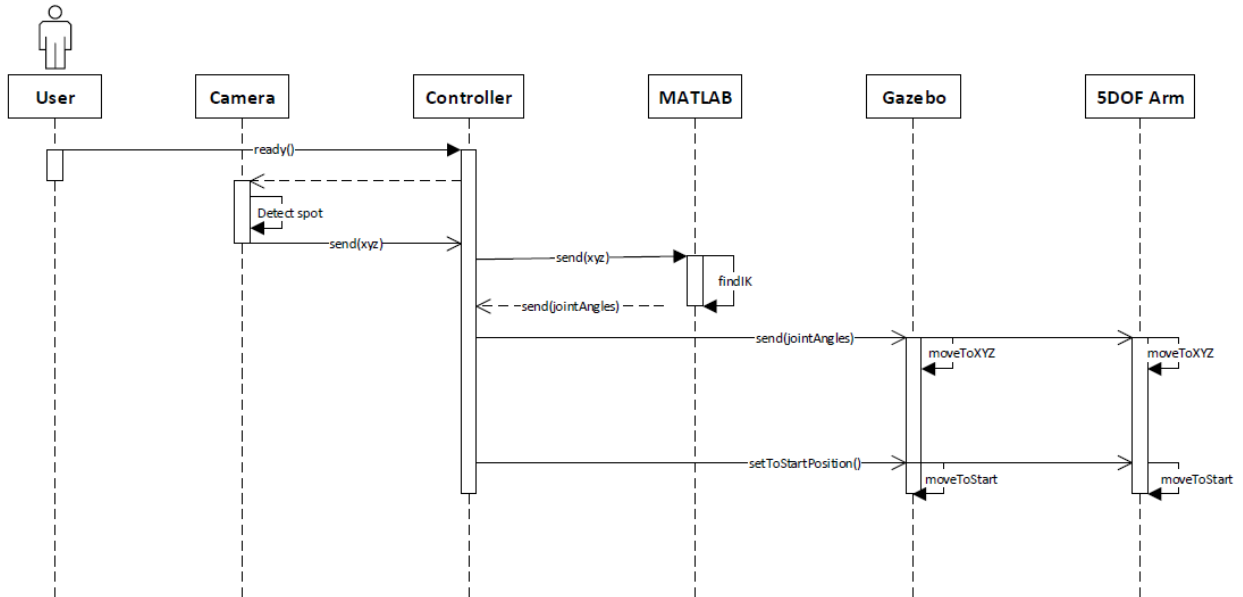 User
Camera
Controller
MATLAB
Gazebo
5DOF Arm
ready()
Detect spot
send(xyz)
send(xyz)
findIK
send(jointAngles)
send(jointAngles)
moveToXYZ
moveToXYZ
setToStartPosition()
moveToStart
moveToStart